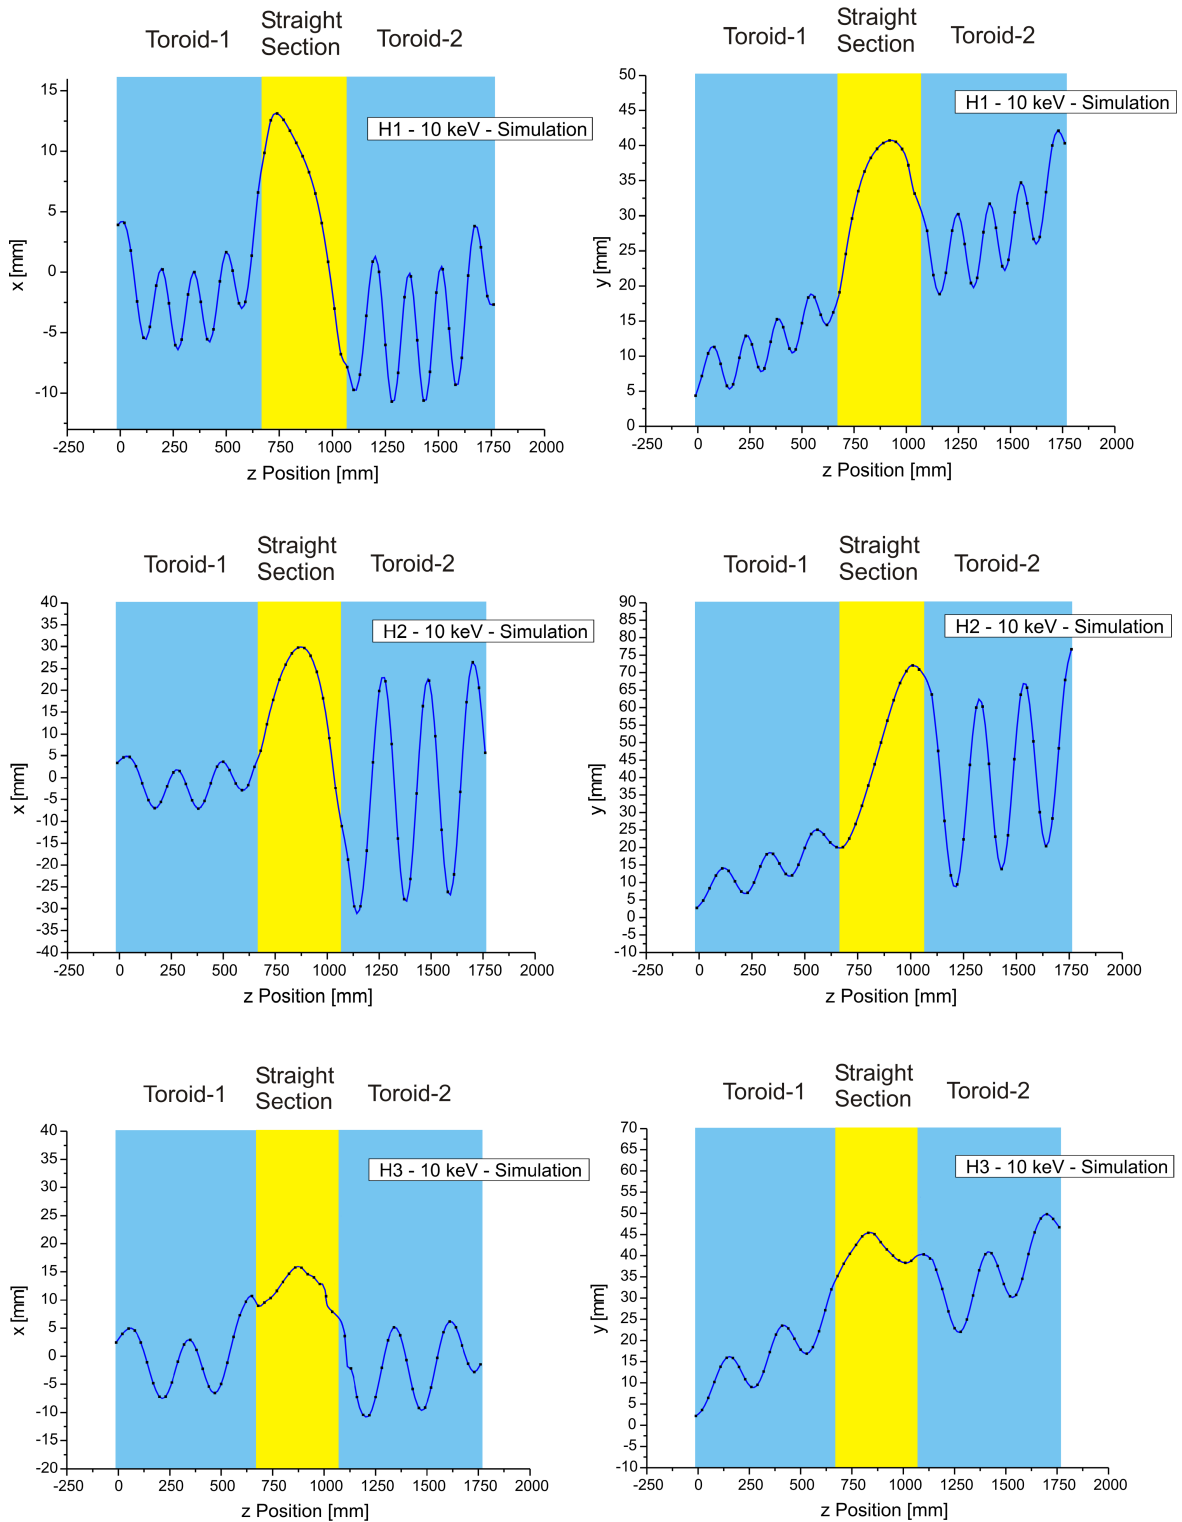 Toroid-1
Straight
Section
Toroid-2
H1 - 10 keV - Simulation
15
10
5
0
-5
-10
x [mm]
-250 0 250 500 750 1000 1250 1500 1750 2000
z Position [mm]
Toroid-1
Straight
Section
Toroid-2
H1 - 10 keV - Simulation
50
45
40
35
30
25
20
15
10
5
0
y [mm]
-250 0 250 500 750 1000 1250 1500 1750 2000
z Position [mm]
Toroid-1
Straight
Section
Toroid-2
H2 - 10 keV - Simulation
40
35
30
25
20
15
10
5
0
-5
-10
-15
-20
-25
-30
-35
-40
x [mm]
-250 0 250 500 750 1000 1250 1500 1750 2000
z Position [mm]
Toroid-1
Straight
Section
Toroid-2
H2 - 10 keV - Simulation
90
85
80
75
70
65
60
55
50
45
40
35
30
25
20
15
10
5
0
-5
-10
y [mm]
-250 0 250 500 750 1000 1250 1500 1750 2000
z Position [mm]
Toroid-1
Straight
Section
Toroid-2
H3 - 10 keV - Simulation
40
35
30
25
20
15
10
5
0
-5
-10
-15
-20
x [mm]
-250 0 250 500 750 1000 1250 1500 1750 2000
z Position [mm]
Toroid-1
Straight
Section
Toroid-2
H3 - 10 keV - Simulation
70
65
60
55
50
45
40
35
30
25
20
15
10
5
0
-5
-10
y [mm]
-250 0 250 500 750 1000 1250 1500 1750 2000
z Position [mm]